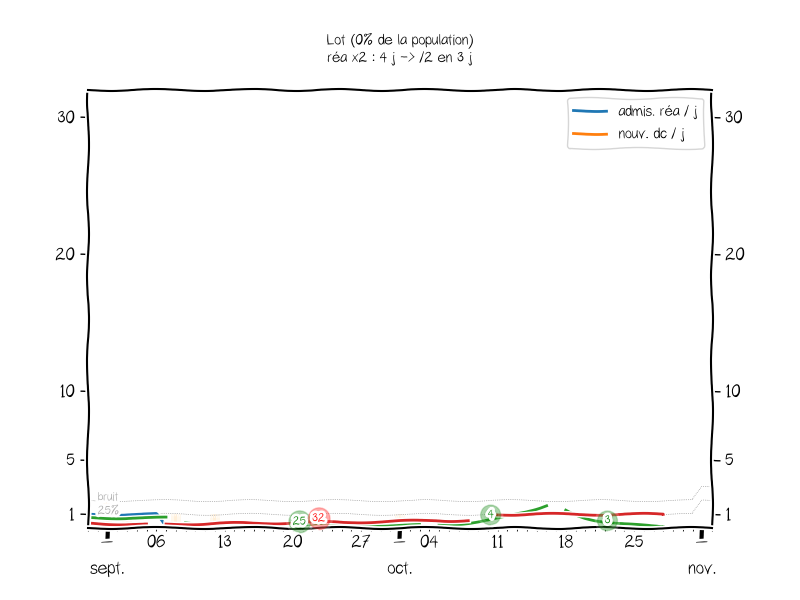 Lot (0% de la population)
réa x2 : 4 j -> /2 en 3 j
admis. réa / j
nouv. dc / j
30
30
20
20
10
10
5
5
bruit
25%
1
1
25
32
4
3
06
13
20
27
04
11
18
25
sept.
oct.
nov.